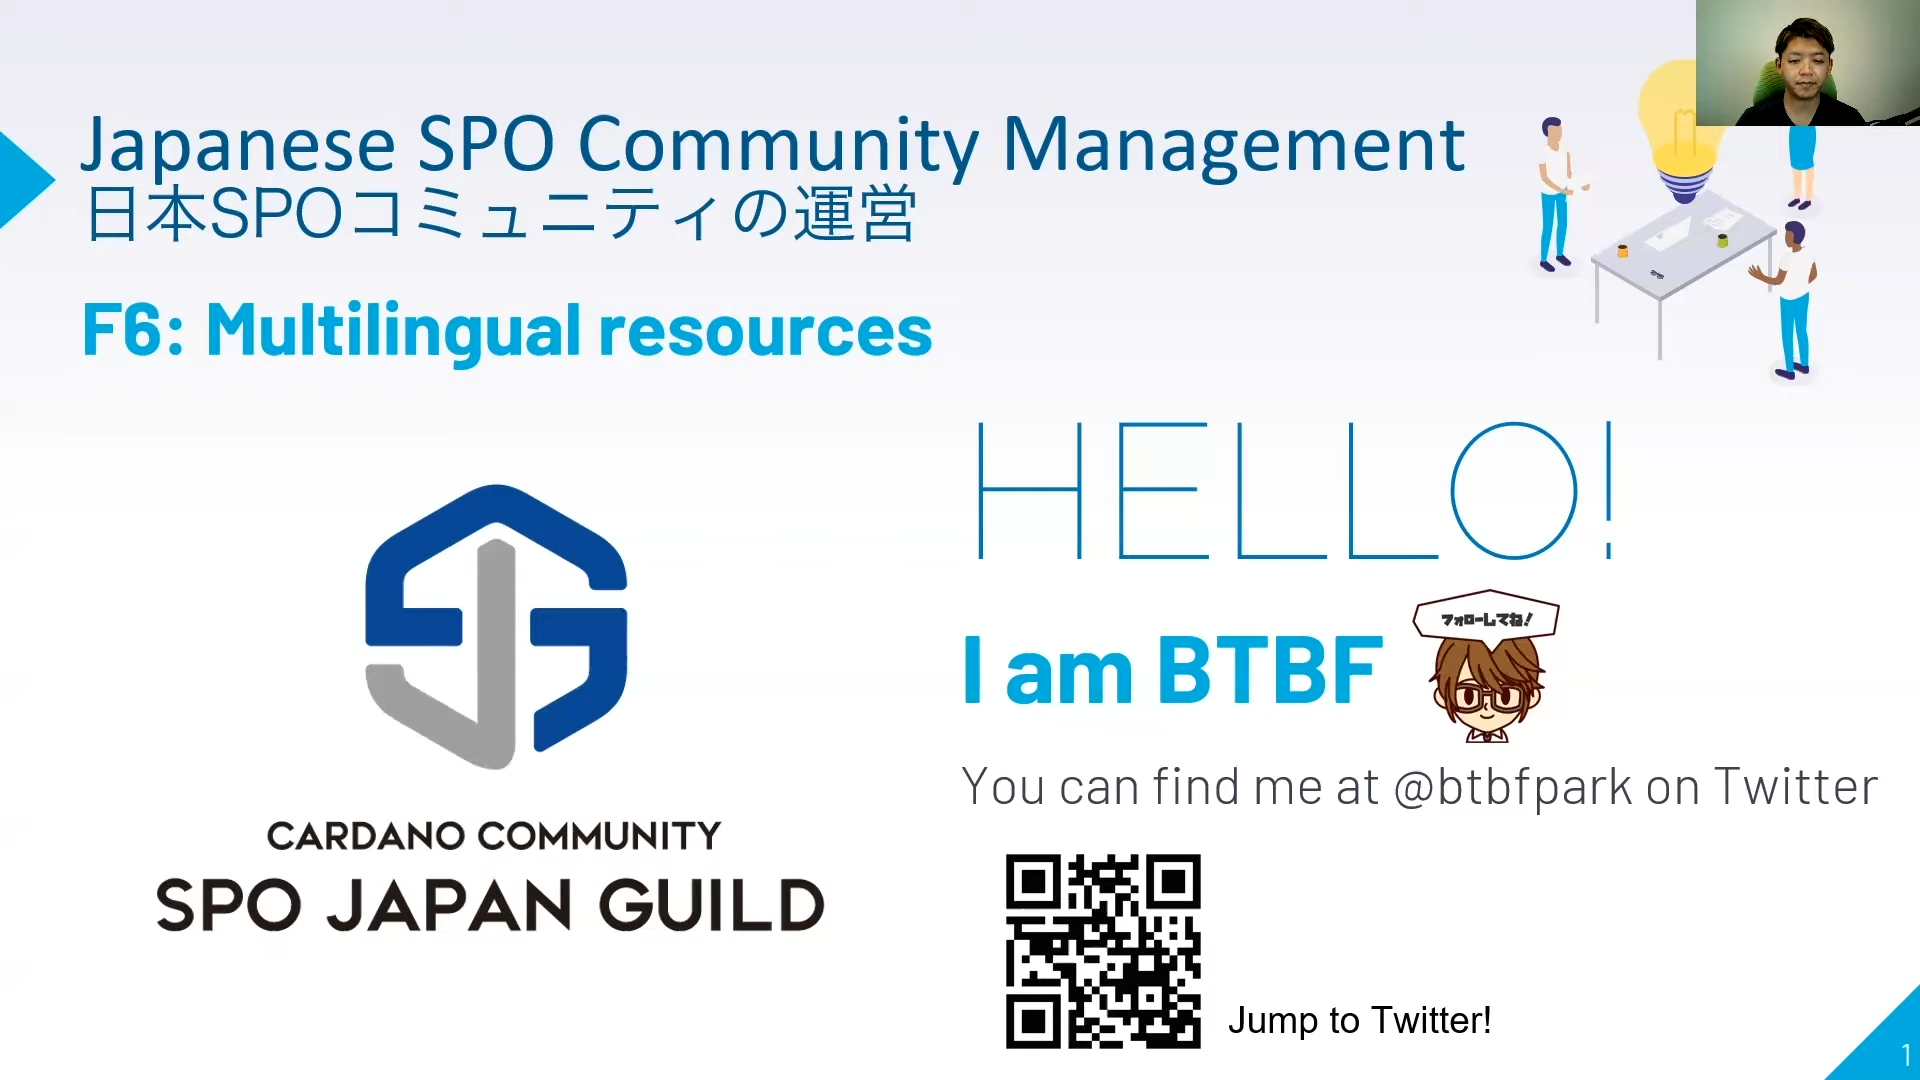 Japanese SPO Community Management
日本SPOコミュニティの運営
F6: Multilingual resources
HELLO!
フォローしてね!
I am BTBF
You can find me at @btbfpark on Twitter
CARDANO COMMUNITY
SPO JAPAN GUILD
Jump to Twitter!
1